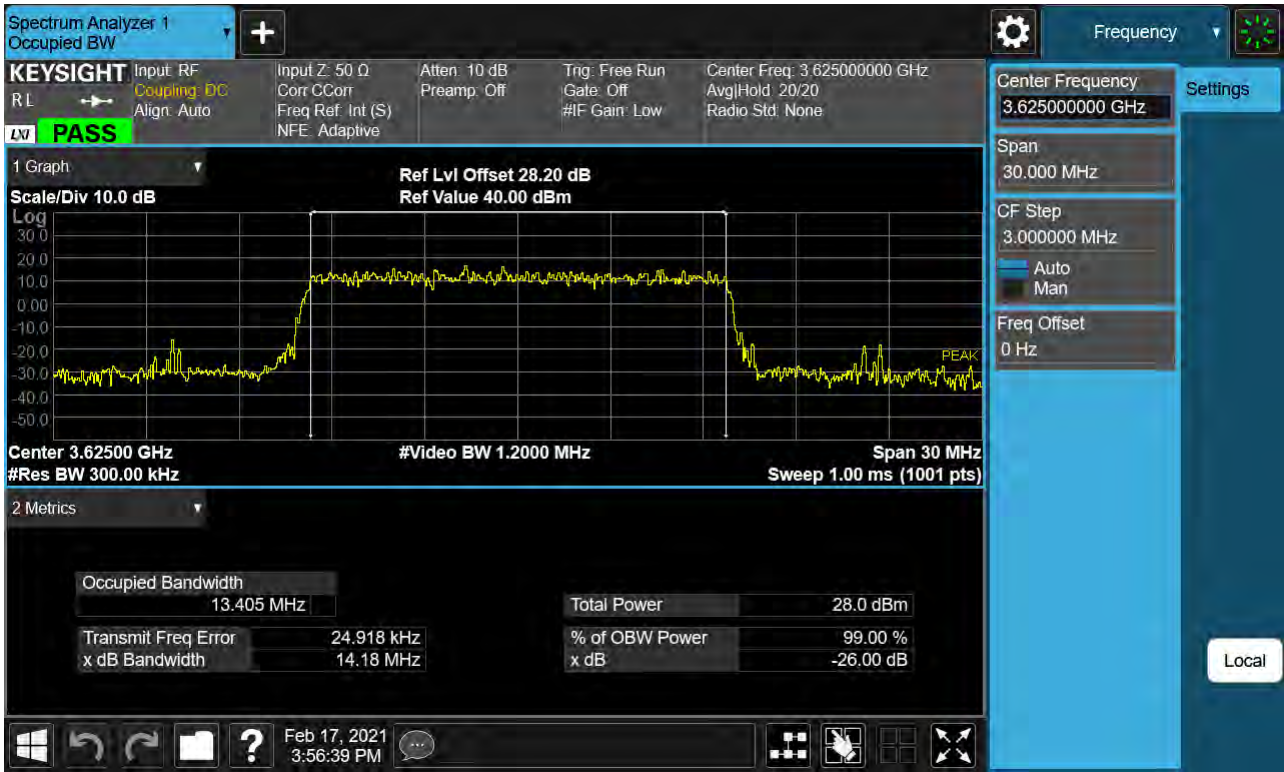 Spectrum Analyzer 1
Occupied BW
+
Frequency
KEYSIGHT
RL
LXI PASS
Input: RF
Coupling: DC
Align: Auto
Input Z: 50 Ω
Corr CCorr
Freq Ref: Int (S)
NFE: Adaptive
Atten: 10 dB
Preamp: Off
Trig: Free Run
Gate: Off
#IF Gain: Low
Center Freq: 3.625000000 GHz
Avg|Hold: 20/20
Radio Std: None
Center Frequency
3.625000000 GHz
Settings
Span
30.000 MHz
CF Step
3.000000 MHz
Auto
Man
Freq Offset
0 Hz
Local
1 Graph
Scale/Div 10.0 dB
Ref Lvl Offset 28.20 dB
Ref Value 40.00 dBm
Log
30.0
20.0
10.0
0.00
-10.0
-20.0
-30.0
-40.0
-50.0
PEAK
Center 3.62500 GHz
#Video BW 1.2000 MHz
Span 30 MHz
#Res BW 300.00 kHz
Sweep 1.00 ms (1001 pts)
2 Metrics
Occupied Bandwidth
13.405 MHz
Total Power 28.0 dBm
Transmit Freq Error 24.918 kHz
% of OBW Power 99.00 %
x dB Bandwidth 14.18 MHz
x dB -26.00 dB
?
Feb 17, 2021
3:56:39 PM